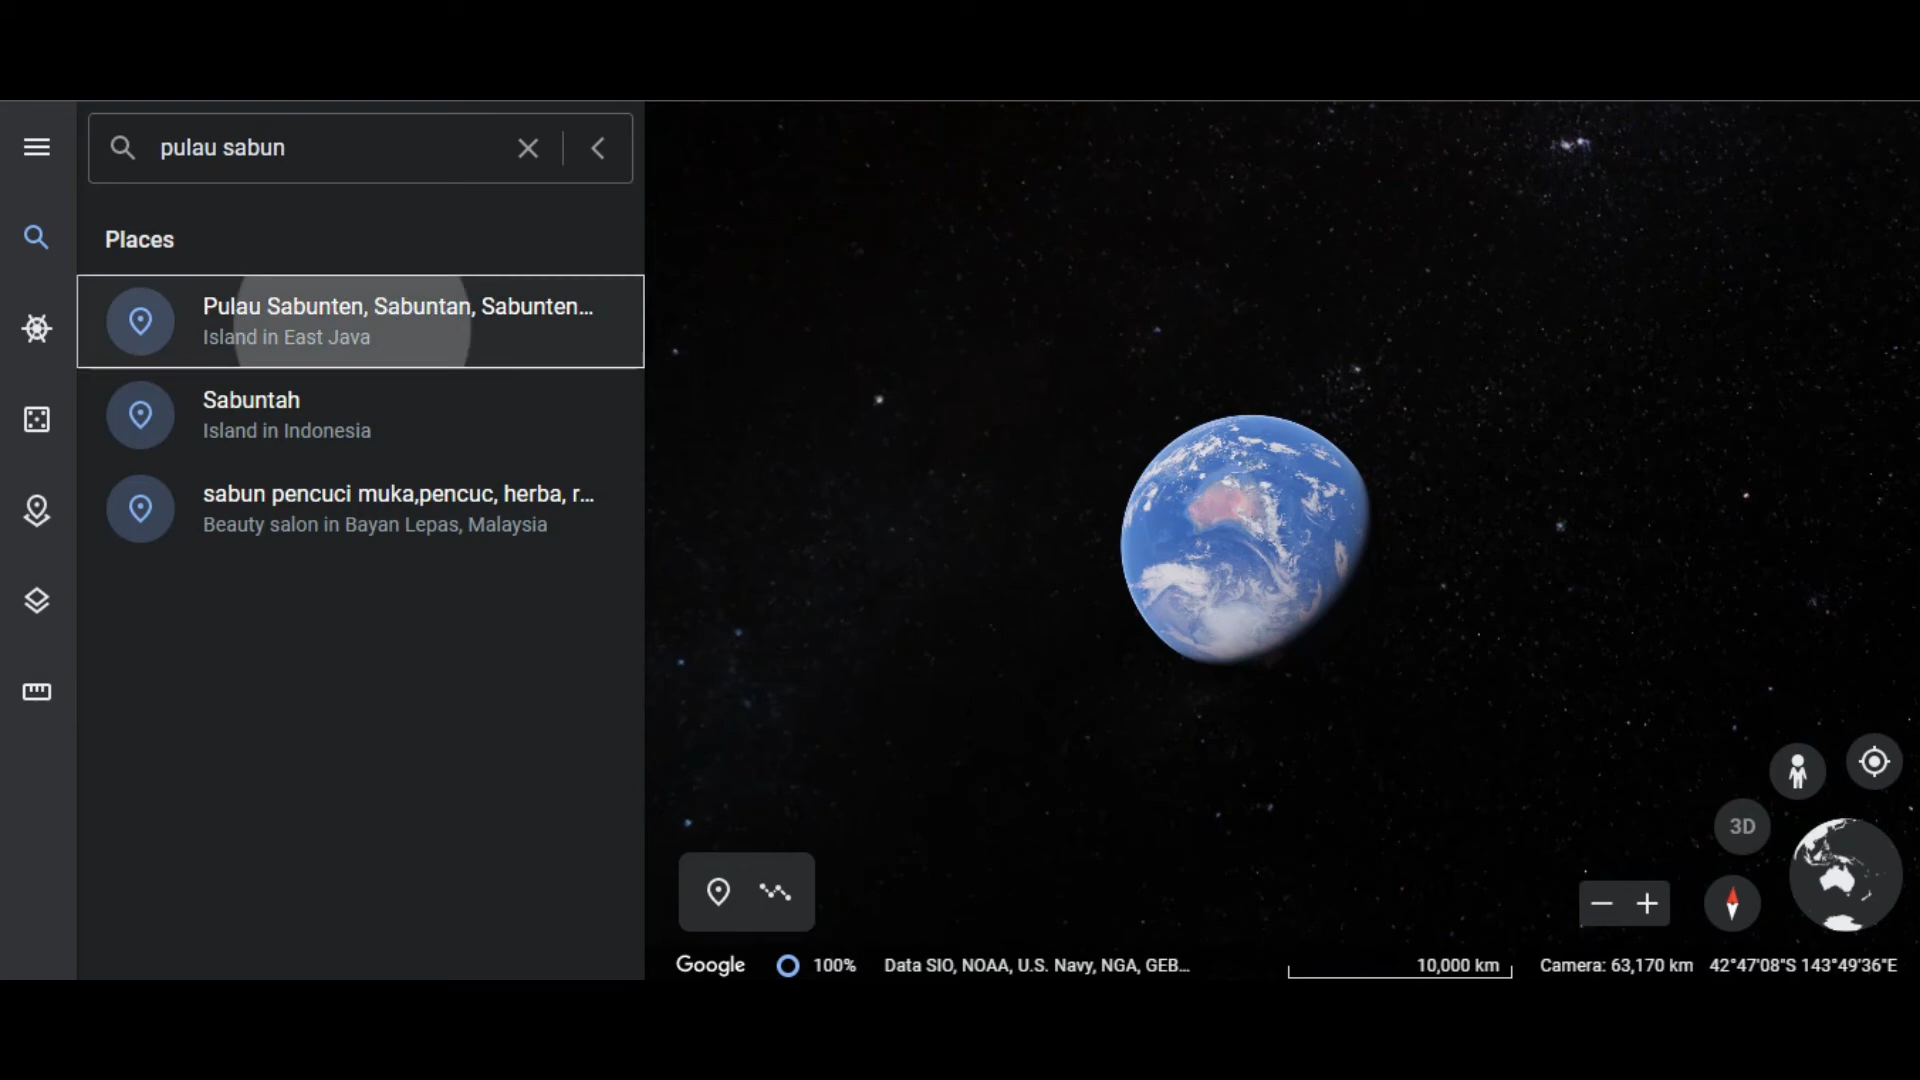 pulau sabun
Places
Pulau Sabunten, Sabuntan, Sabunten...
Island in East Java
Sabuntah
Island in Indonesia
sabun pencuci muka,pencuc, herba, r...
Beauty salon in Bayan Lepas, Malaysia
3D
Google 100% Data SIO, NOAA, U.S. Navy, NGA, GEB... 10,000 km Camera: 63,170 km 42°47'08"S 143°49'36"E